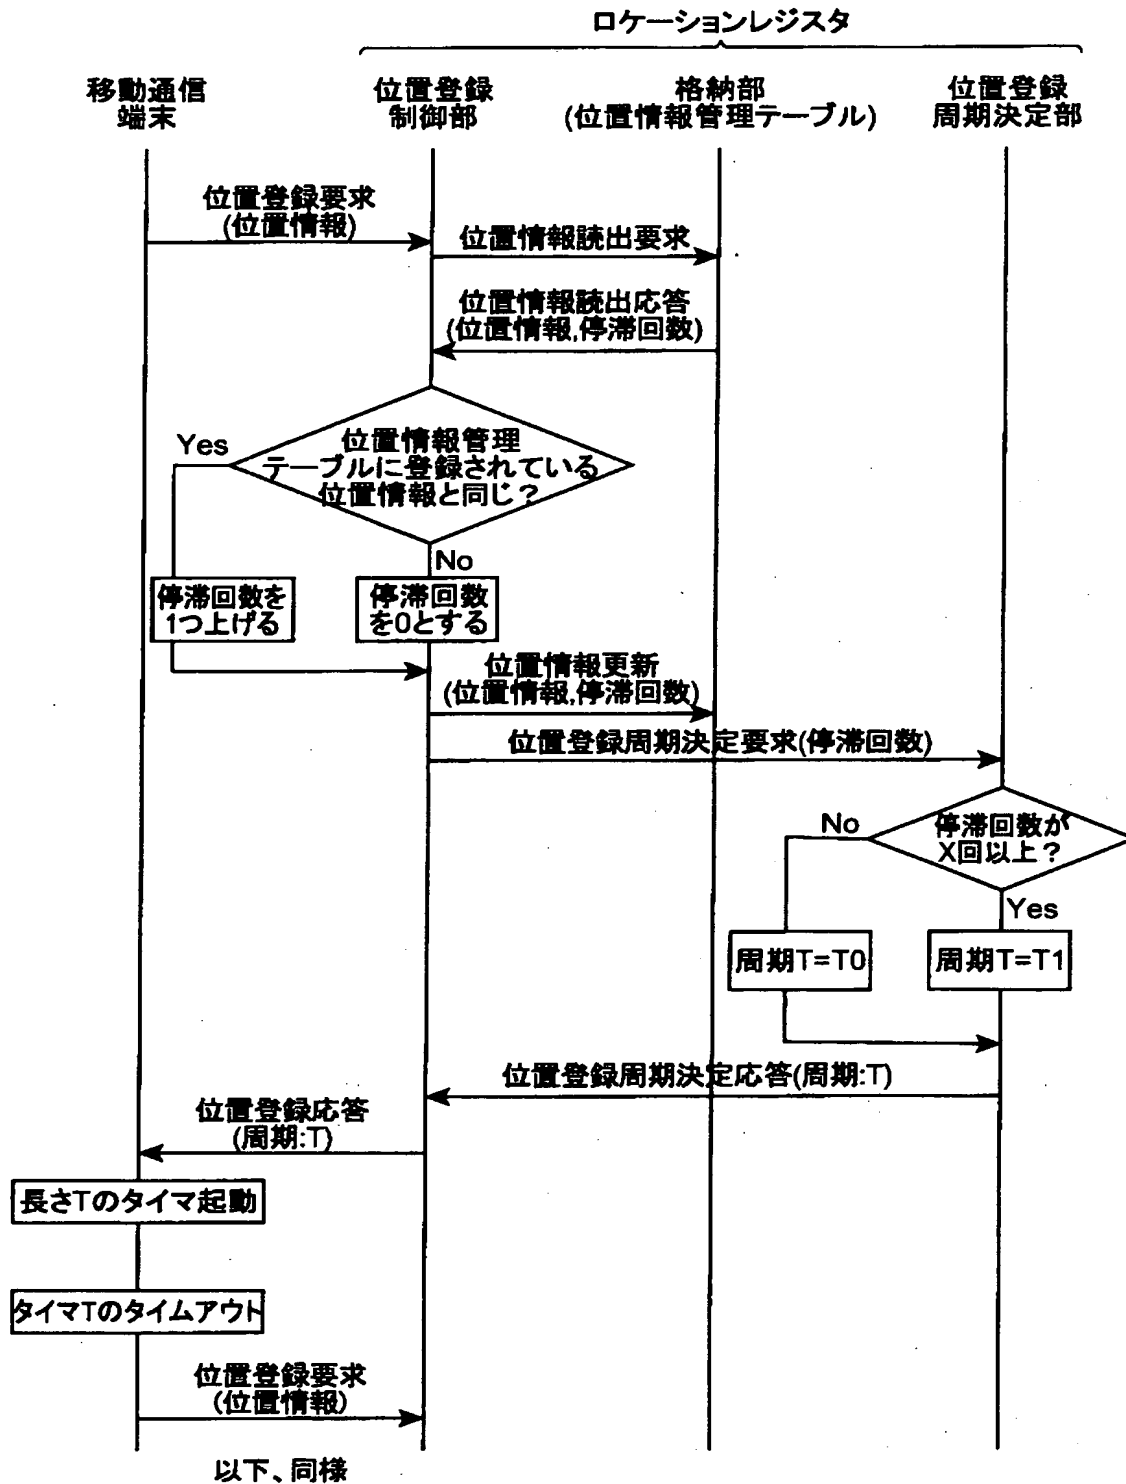 ロケーションレジスタ
移動通信
端末
位置登録
制御部
格納部
(位置情報管理テーブル)
位置登録
周期決定部
位置登録要求
(位置情報)
位置情報読出要求
位置情報読出応答
(位置情報,停滞回数)
Yes
位置情報管理
テーブルに登録されている
位置情報と同じ？
No
停滞回数を
1つ上げる
停滞回数
を0とする
位置情報更新
(位置情報,停滞回数)
位置登録周期決定要求(停滞回数)
No
停滞回数が
X回以上？
Yes
周期T=T0
周期T=T1
位置登録周期決定応答(周期:T)
位置登録応答
(周期:T)
長さTのタイマ起動
タイマTのタイムアウト
位置登録要求
(位置情報)
以下、同様